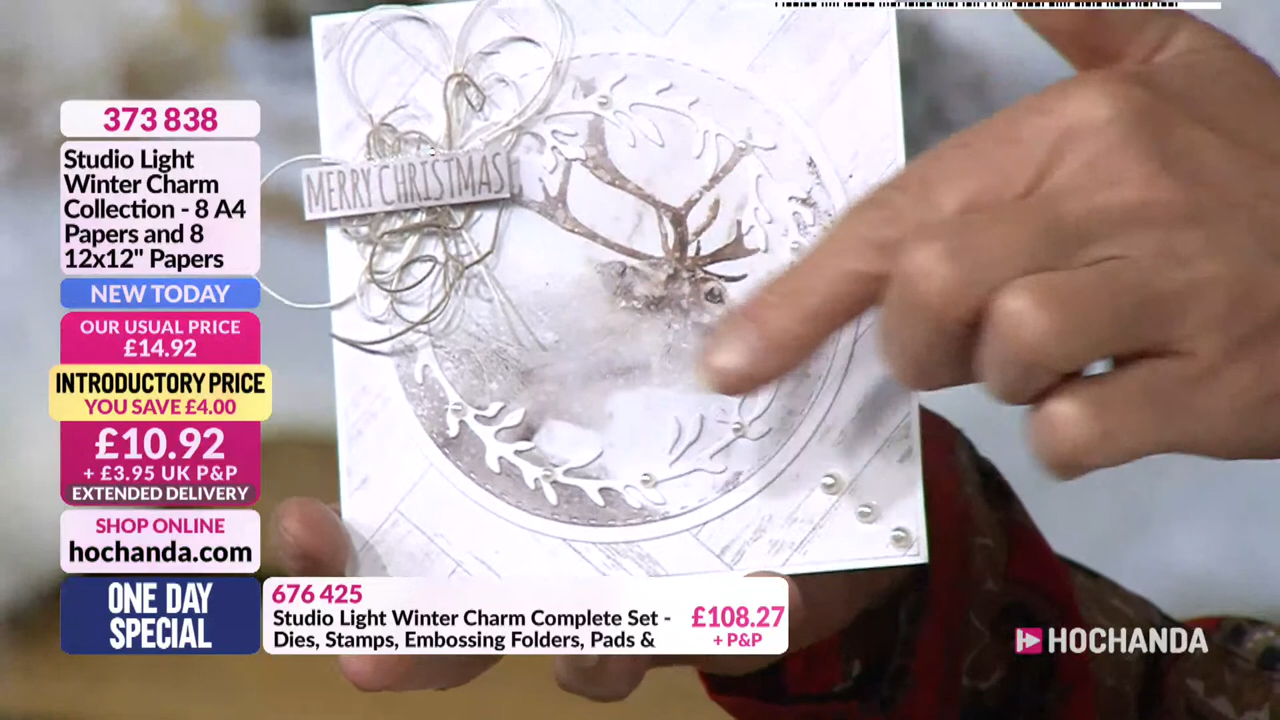 373 838
Studio Light
Winter Charm
Collection - 8 A4
Papers and 8
12x12" Papers
NEW TODAY
OUR USUAL PRICE
£14.92
INTRODUCTORY PRICE
YOU SAVE £4.00
£10.92
+ £3.95 UK P&P
EXTENDED DELIVERY
SHOP ONLINE
hochanda.com
ONE DAY
SPECIAL
676 425
Studio Light Winter Charm Complete Set -
Dies, Stamps, Embossing Folders, Pads &
£108.27
+ P&P
MERRY CHRISTMAS
HOCHANDA